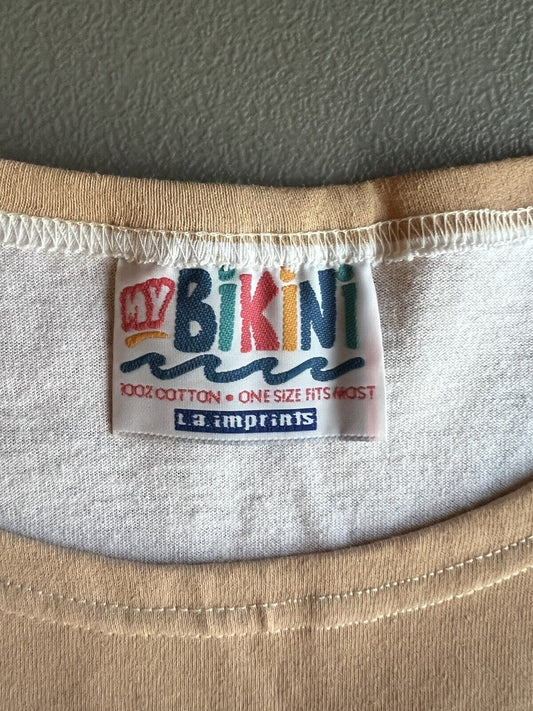 MY BiKiNi
100% COTTON • ONE SIZE FITS MOST
L.a.imprints